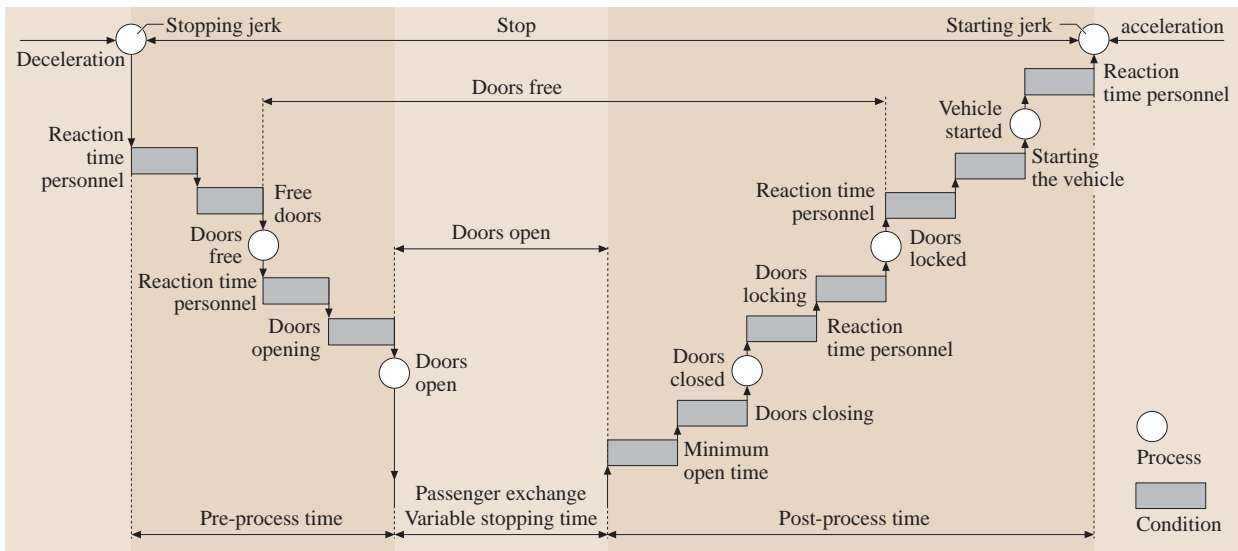 Stopping jerk
Stop
Starting jerk
acceleration
Deceleration
Doors free
Reaction
time personnel
Vehicle
started
Reaction
time
personnel
Starting
the vehicle
Free
doors
Reaction time
personnel
Doors
free
Doors open
Doors
locked
Reaction time
personnel
Doors
locking
Doors
opening
Reaction
time personnel
Doors
open
Doors
closed
Doors closing
Minimum
open time
Process
Condition
Passenger exchange
Pre-process time
Variable stopping time
Post-process time